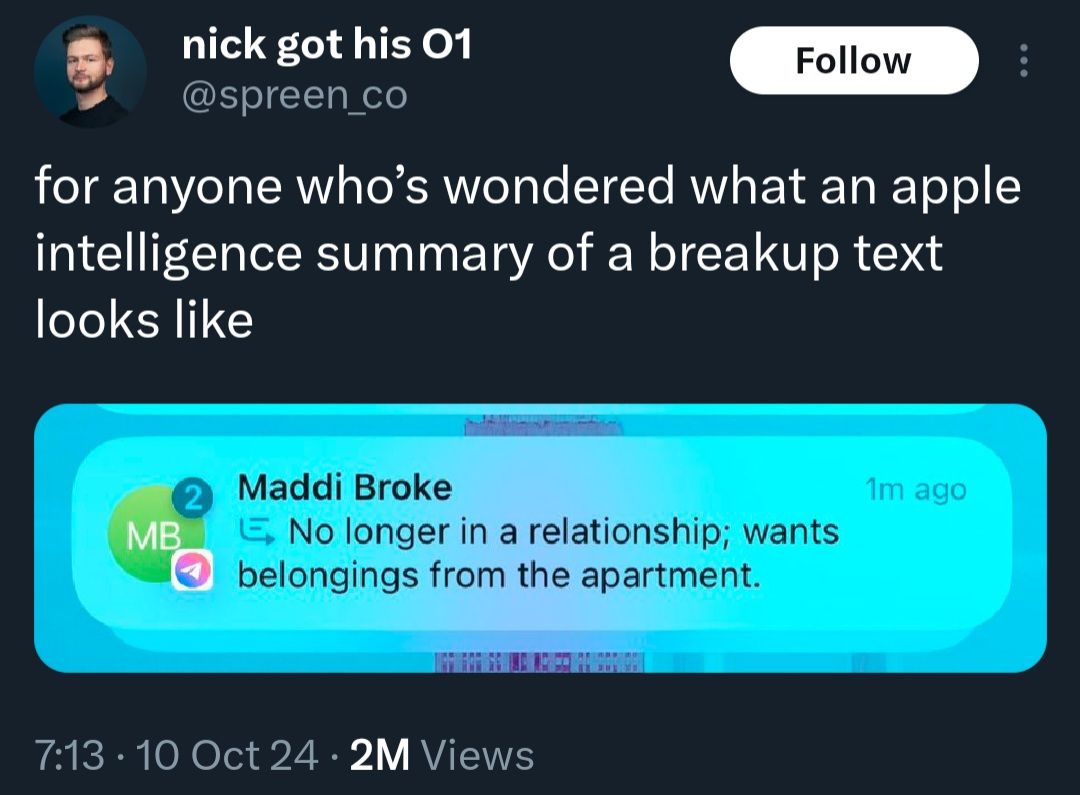 nick got his O1
Follow
@spreen_co
for anyone who’s wondered what an apple
intelligence summary of a breakup text
looks like
2
Maddi Broke
1m ago
MB
No longer in a relationship; wants
belongings from the apartment.
7:13 · 10 Oct 24 · 2M Views